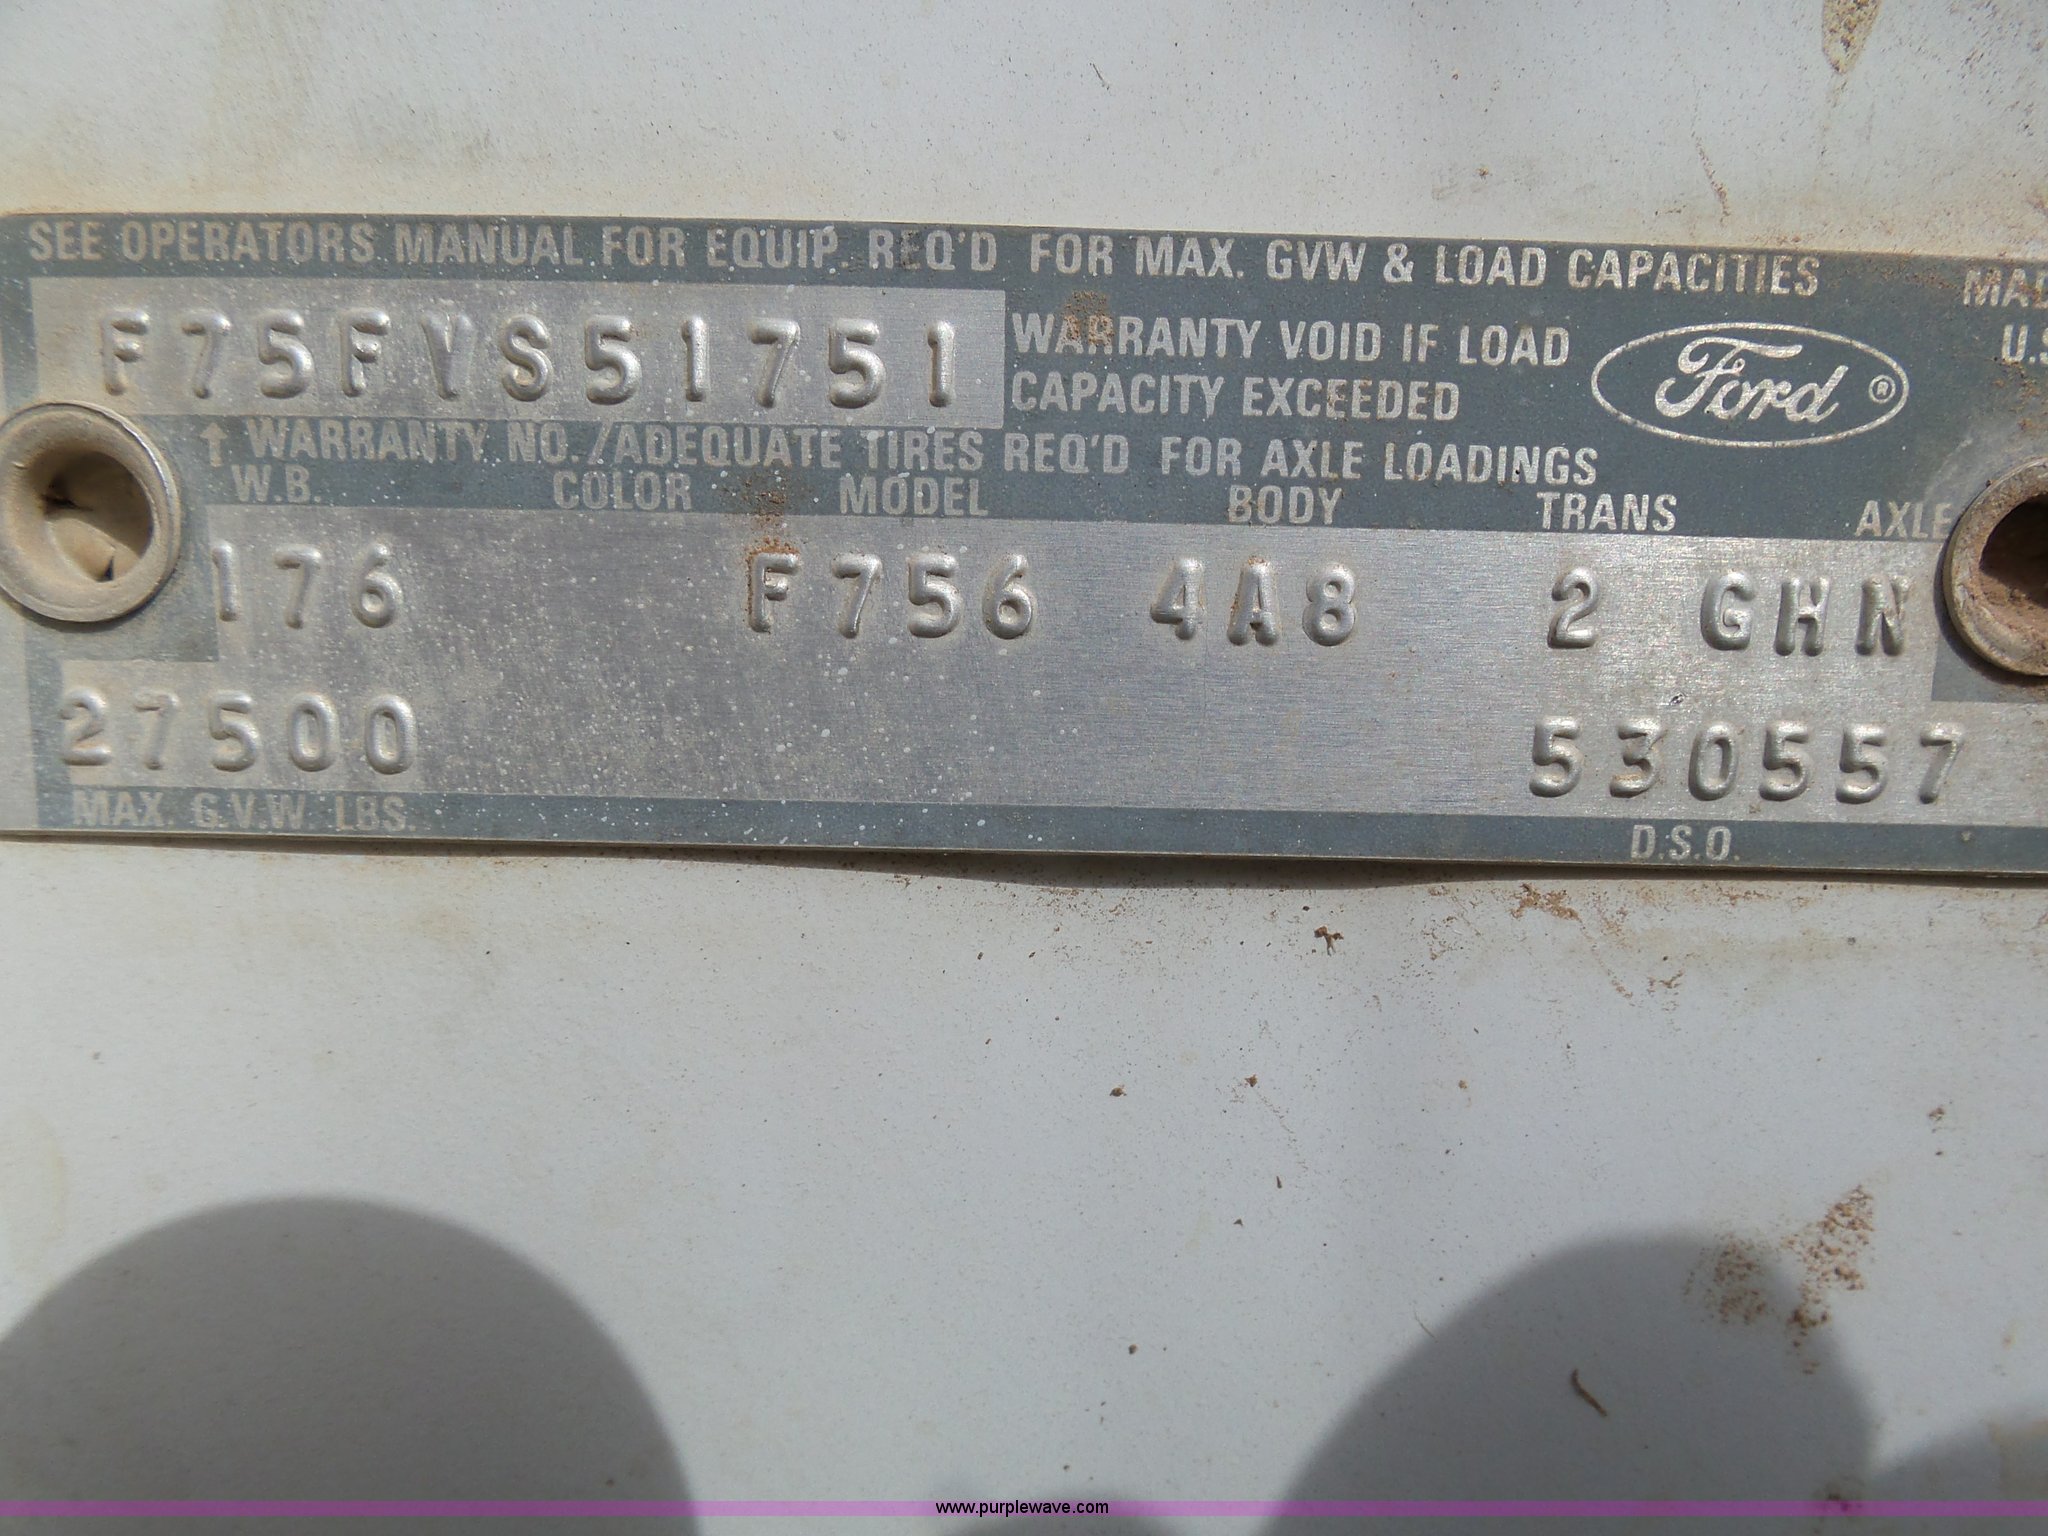 SEE OPERATORS MANUAL FOR EQUIP. REQ'D FOR MAX. GVW & LOAD CAPACITIES
F75FYS51751
WARRANTY VOID IF LOAD
CAPACITY EXCEEDED
Ford ®
↑ WARRANTY NO./ADEQUATE TIRES REQ'D FOR AXLE LOADINGS
W.B. COLOR MODEL BODY TRANS AXLE
176 F756 4A8 2 GHN
27500 530557
MAX. G.V.W. LBS. D.S.O.
www.purplewave.com